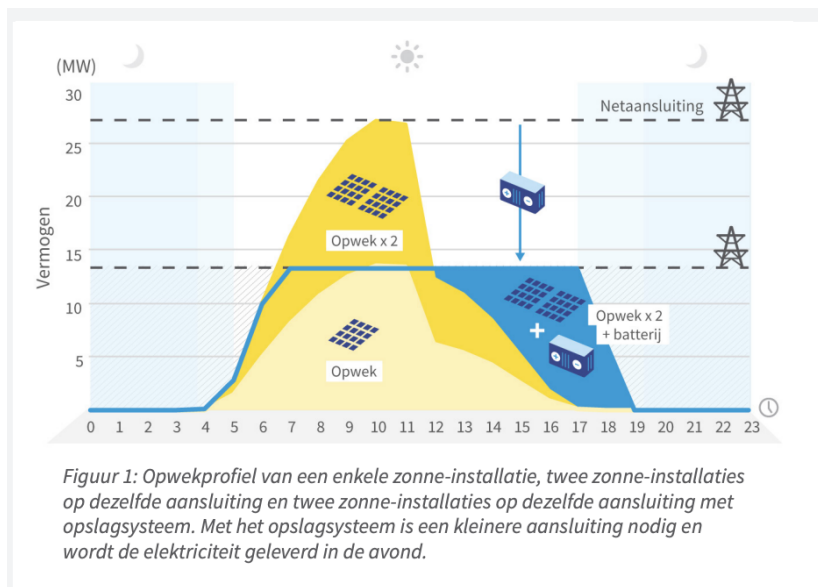 (MW)
30
Netaansluiting
25
20
15
10
5
Vermogen
Opwek x 2
Opwek
Opwek x 2
+ batterij
+
0 1 2 3 4 5 6 7 8 9 10 11 12 13 14 15 16 17 18 19 20 21 22 23
Figuur 1: Opwekprofiel van een enkele zonne-installatie, twee zonne-installaties
op dezelfde aansluiting en twee zonne-installaties op dezelfde aansluiting met
opslagsysteem. Met het opslagsysteem is een kleinere aansluiting nodig en
wordt de elektriciteit geleverd in de avond.